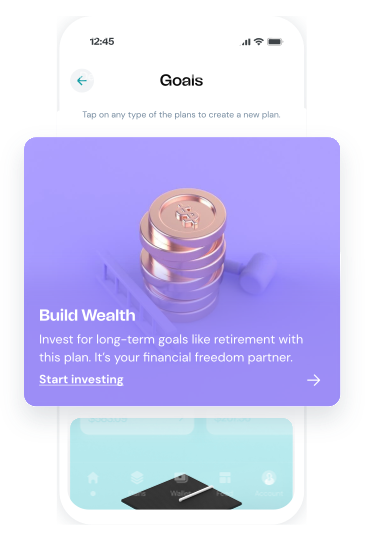 12:45
Goals
Tap on any type of the plans to create a new plan.
Build Wealth
Invest for long-term goals like retirement with
this plan. It's your financial freedom partner.
Start investing